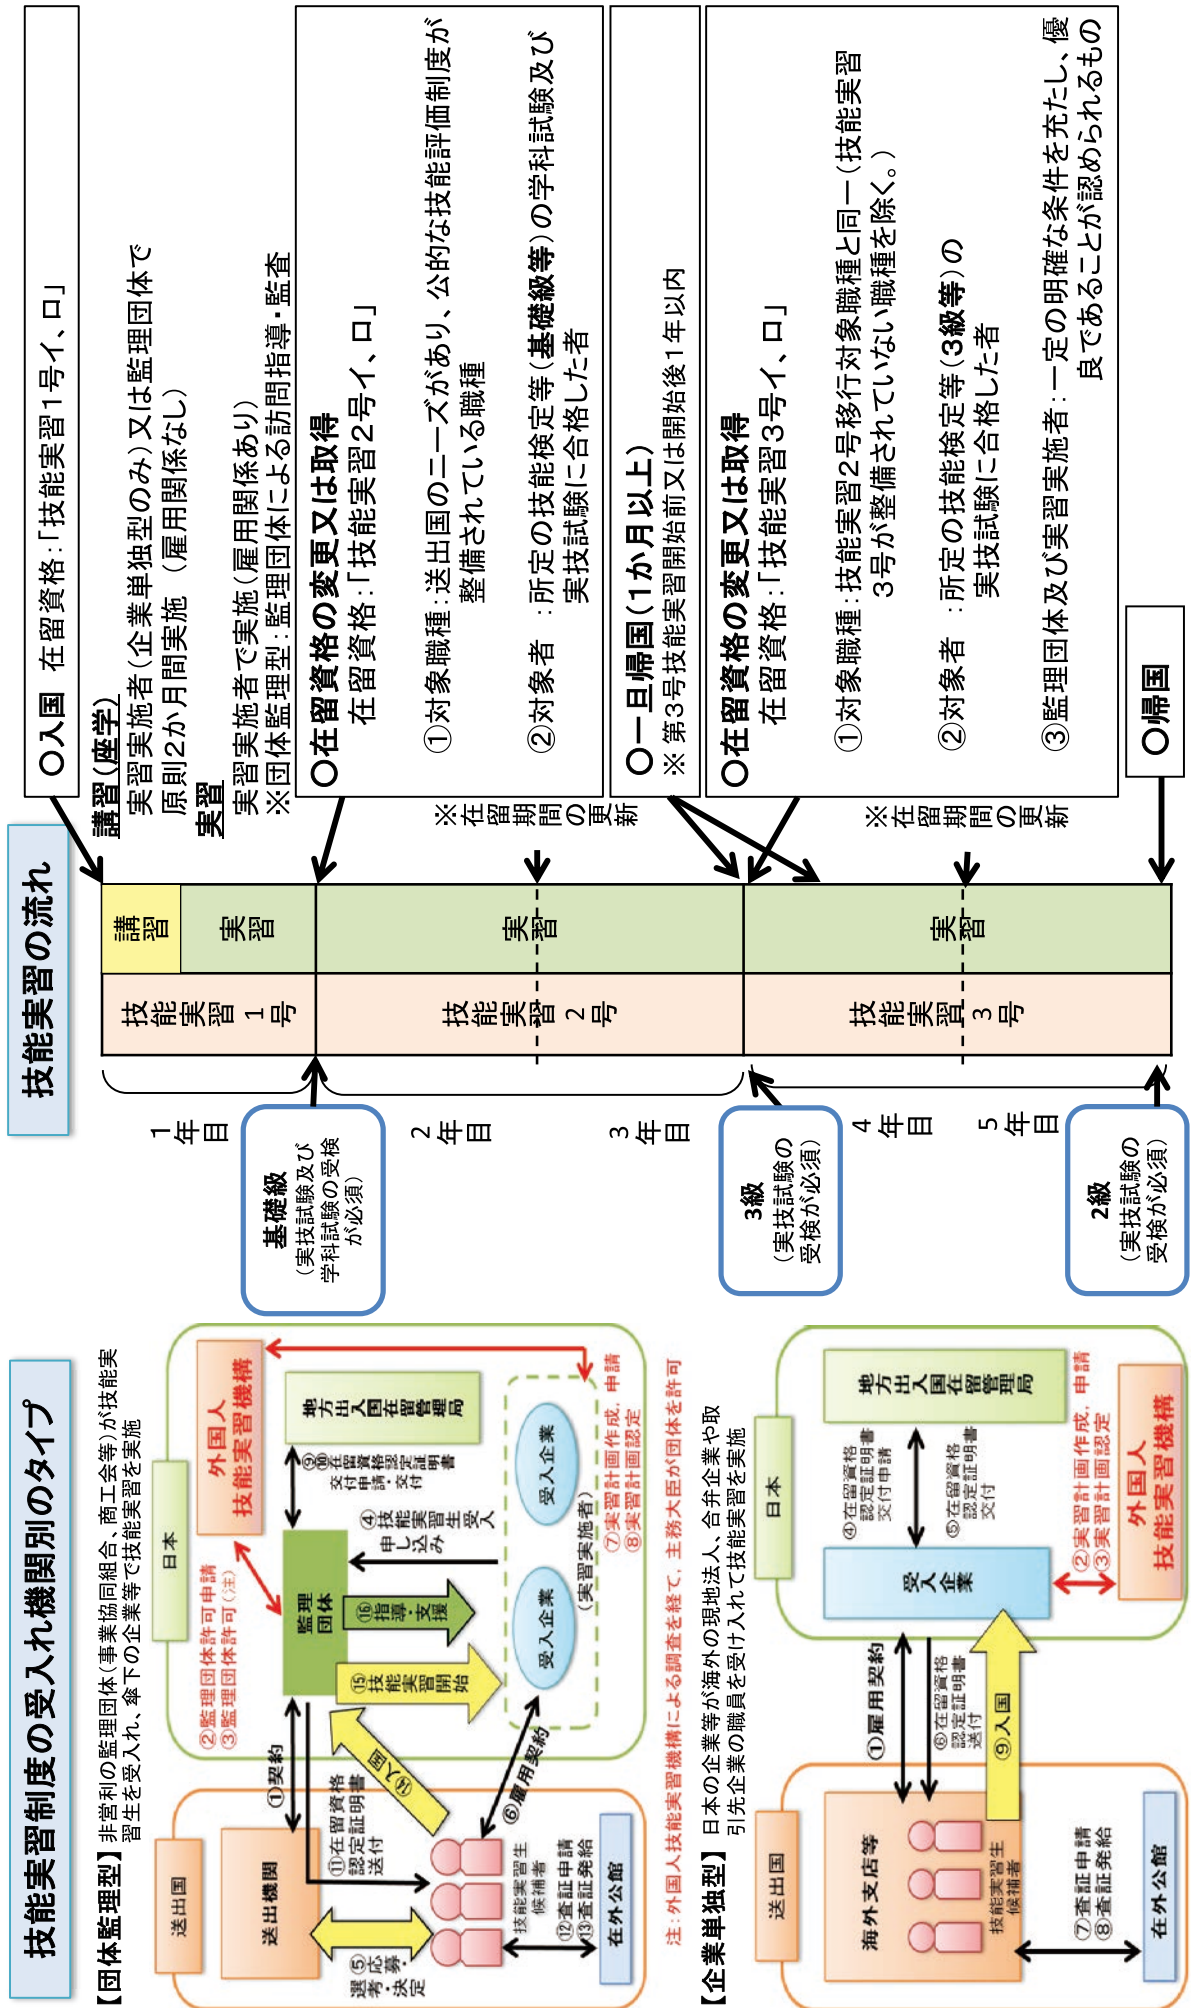 技能実習制度の受入れ機関別のタイプ
【団体監理型】
非営利の監理団体(事業協同組合、商工会等)が技能実
習生を受入れ、傘下の企業等で技能実習を実施
送出国
送出機関
⑤応募・
選考・決定
技能実習生
候補者
⑫査証申請
⑬査証発給
在外公館
①契約
⑪在留資格
認定証明書
送付
⑭入国
⑥雇用契約
日本
②監理団体許可申請
③監理団体許可(注)
外国人
技能実習機構
監理
団体
⑨⑩在留資格認定証明書
交付申請・交付
地方出入国在留管理局
⑮技能実習開始
⑯指導・支援
④技能実習生受入
申し込み
受入企業
受入企業
(実習実施者)
⑦実習計画作成、申請
⑧実習計画認定
注:外国人技能実習機構による調査を経て、主務大臣が団体を許可
【企業単独型】
日本の企業等が海外の現地法人、合弁企業や取
引先企業の職員を受け入れて技能実習を実施
送出国
海外支店等
技能実習生
候補者
⑦査証申請
⑧査証発給
在外公館
①雇用契約
⑥在留資格
認定証明書
送付
⑨入国
日本
受入企業
④在留資格
認定証明書
交付申請
⑤在留資格
認定証明書
交付
地方出入国在留管理局
②実習計画作成、申請
③実習計画認定
外国人
技能実習機構
技能実習の流れ
1年目
2年目
3年目
4年目
5年目
基礎級
(実技試験及び
学科試験の受検
が必須)
3級
(実技試験の
受検が必須)
2級
(実技試験の
受検が必須)
技能実習1号
技能実習2号
技能実習3号
講習
実習
実習
実習
○入国 在留資格:「技能実習1号イ、ロ」
講習(座学)
実習実施者(企業単独型のみ)又は監理団体で
原則2か月間実施 (雇用関係なし)
実習
実習実施者で実施(雇用関係あり)
※団体監理型:監理団体による訪問指導・監査
○在留資格の変更又は取得
在留資格:「技能実習2号イ、ロ」
①対象職種:送出国のニーズがあり、公的な技能評価制度が
整備されている職種
②対象者 :所定の技能検定等(基礎級等)の学科試験及び
実技試験に合格した者
※在留期間の更新
○一旦帰国(1か月以上)
※ 第3号技能実習開始前又は開始後1年以内
○在留資格の変更又は取得
在留資格:「技能実習3号イ、ロ」
①対象職種:技能実習2号移行対象職種と同一(技能実習
3号が整備されていない職種を除く。)
②対象者 :所定の技能検定等(3級等)の
実技試験に合格した者
③監理団体及び実習実施者:一定の明確な条件を充たし、優
良であることが認められるもの
※在留期間の更新
○帰国